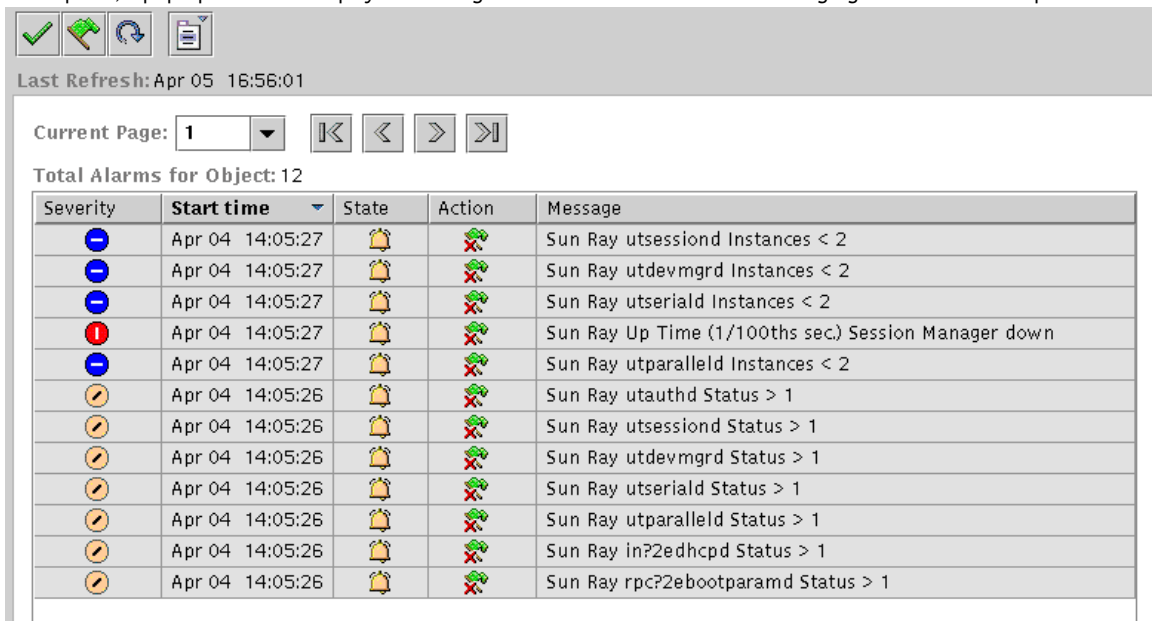 Last Refresh: Apr 05 16:56:01
Current Page: 1
Total Alarms for Object: 12
Severity Start time State Action Message
Apr 04 14:05:27 Sun Ray utsessiond Instances < 2
Apr 04 14:05:27 Sun Ray utdevmgrd Instances < 2
Apr 04 14:05:27 Sun Ray utseriald Instances < 2
Apr 04 14:05:27 Sun Ray Up Time (1/100ths sec.) Session Manager down
Apr 04 14:05:27 Sun Ray utparalleld Instances < 2
Apr 04 14:05:26 Sun Ray utauthd Status > 1
Apr 04 14:05:26 Sun Ray utsessiond Status > 1
Apr 04 14:05:26 Sun Ray utdevmgrd Status > 1
Apr 04 14:05:26 Sun Ray utseriald Status > 1
Apr 04 14:05:26 Sun Ray utparalleld Status > 1
Apr 04 14:05:26 Sun Ray in?2edhcpd Status > 1
Apr 04 14:05:26 Sun Ray rpc?2ebootparamd Status > 1